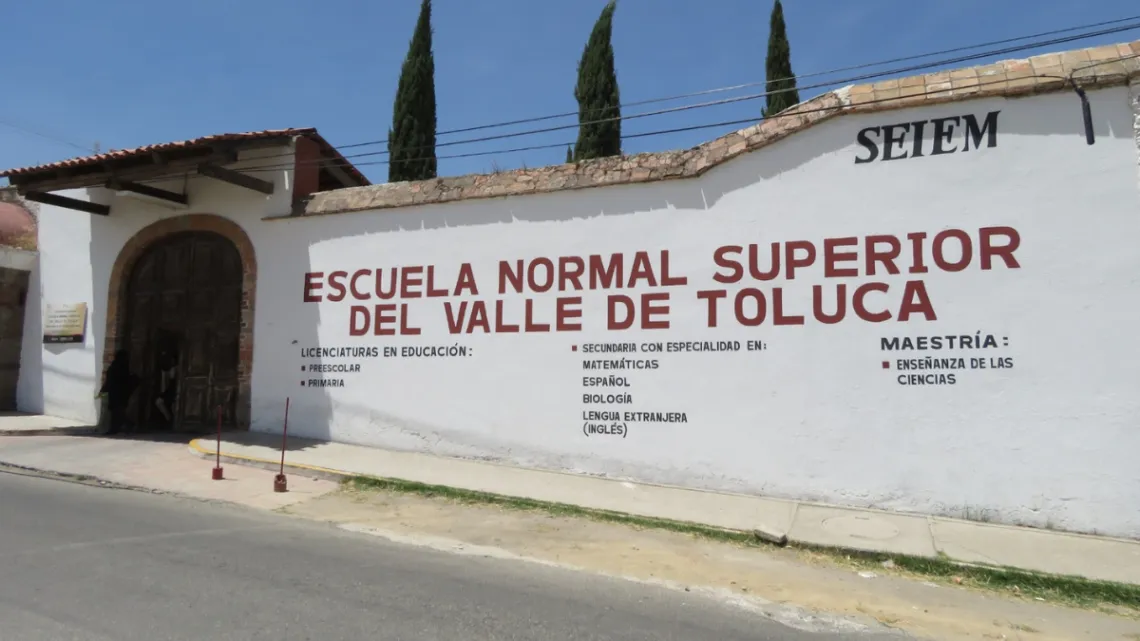 SEIEM
ESCUELA NORMAL SUPERIOR
DEL VALLE DE TOLUCA
LICENCIATURAS EN EDUCACIÓN:
▪ PREESCOLAR
▪ PRIMARIA
▪ SECUNDARIA CON ESPECIALIDAD EN:
MATEMÁTICAS
ESPAÑOL
BIOLOGÍA
LENGUA EXTRANJERA
(INGLÉS)
MAESTRÍA:
▪ ENSEÑANZA DE LAS
CIENCIAS